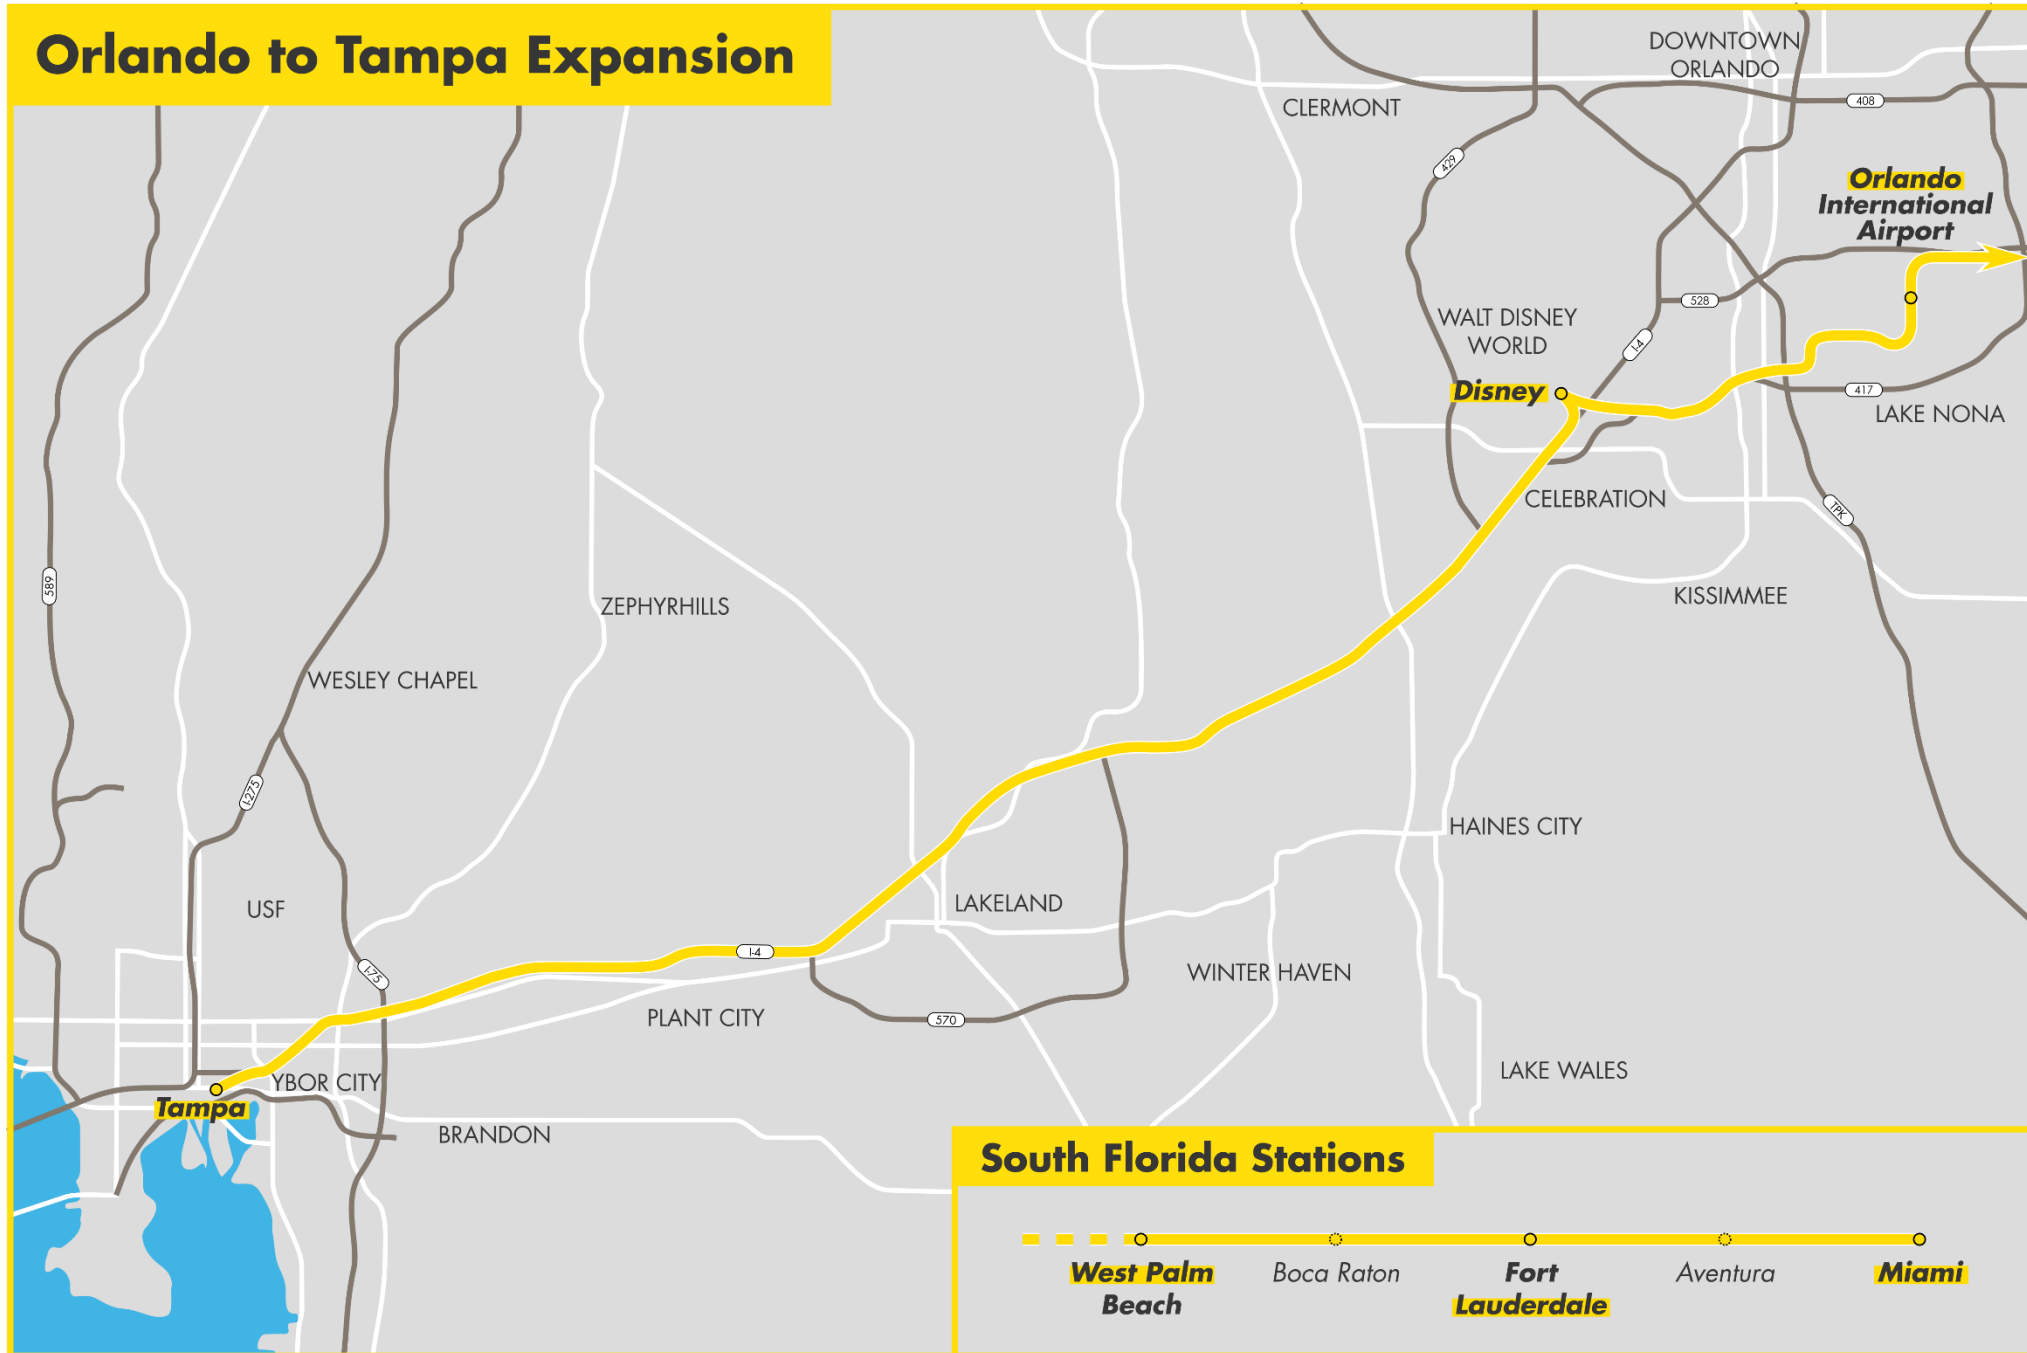 Orlando to Tampa Expansion
DOWNTOWN
ORLANDO
CLERMONT
408
429
Orlando
International
Airport
528
WALT DISNEY
WORLD
I-4
Disney
417
LAKE NONA
CELEBRATION
TPK
589
ZEPHYRHILLS
KISSIMMEE
WESLEY CHAPEL
I-275
HAINES CITY
USF
LAKELAND
I-4
I-75
WINTER HAVEN
PLANT CITY
570
LAKE WALES
YBOR CITY
Tampa
BRANDON
South Florida Stations
West Palm
Beach
Boca Raton
Fort
Lauderdale
Aventura
Miami